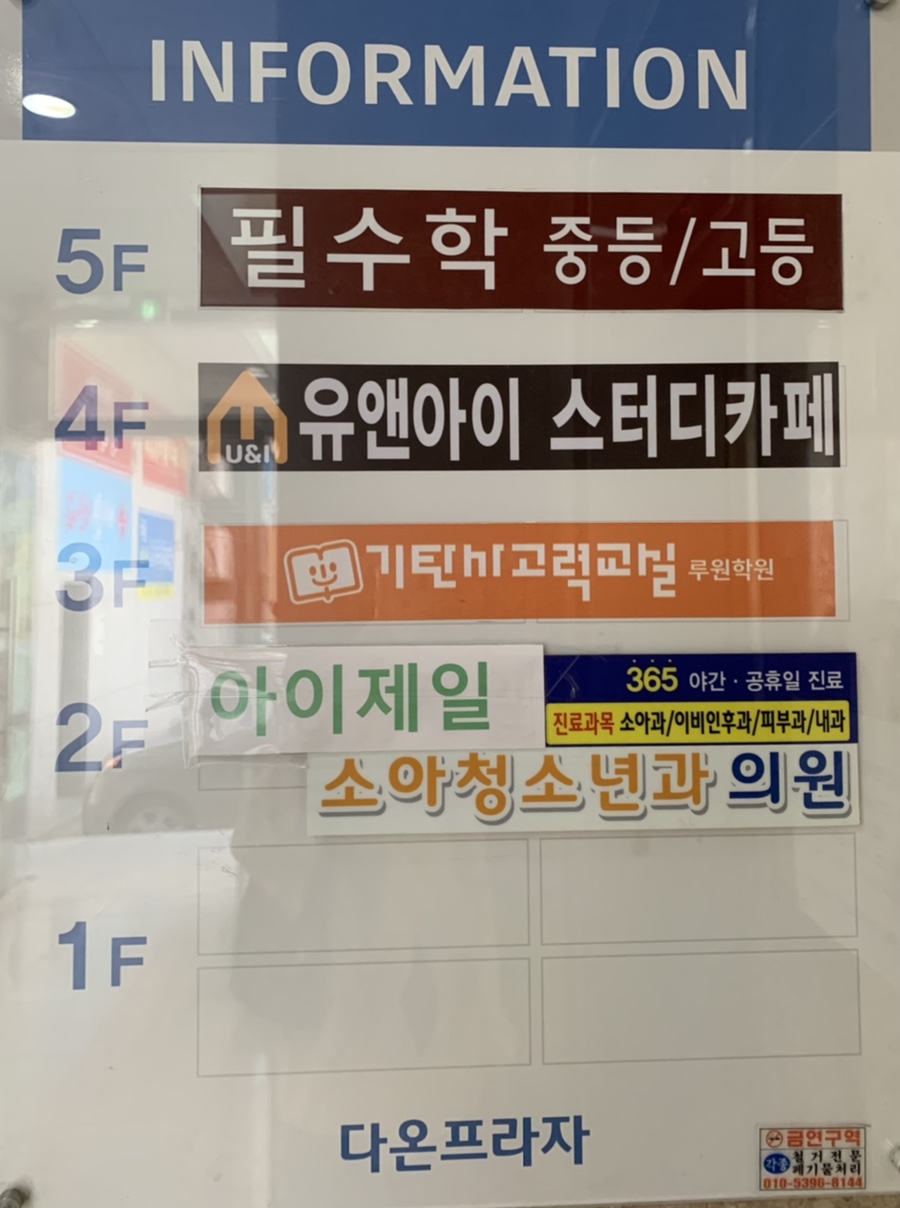 INFORMATION
5F
필수학 중등/고등
4F
U&I
유앤아이 스터디카페
3F
기탄사고력교실 루원학원
2F
아이제일
365 야간 · 공휴일 진료
진료과목 소아과/이비인후과/피부과/내과
소아청소년과 의원
1F
다온프라자
금연구역
각종 철거전문
폐기물처리
010-5396-8144